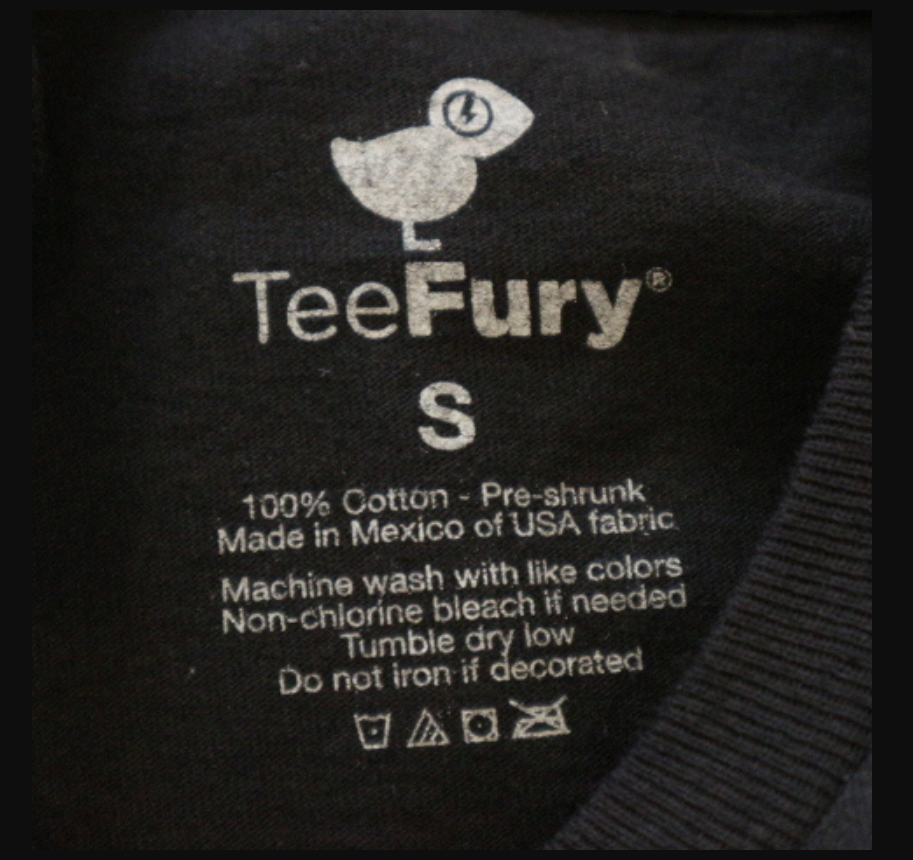 TeeFury®
S
100% Cotton - Pre-shrunk
Made in Mexico of USA fabric
Machine wash with like colors
Non-chlorine bleach if needed
Tumble dry low
Do not iron if decorated